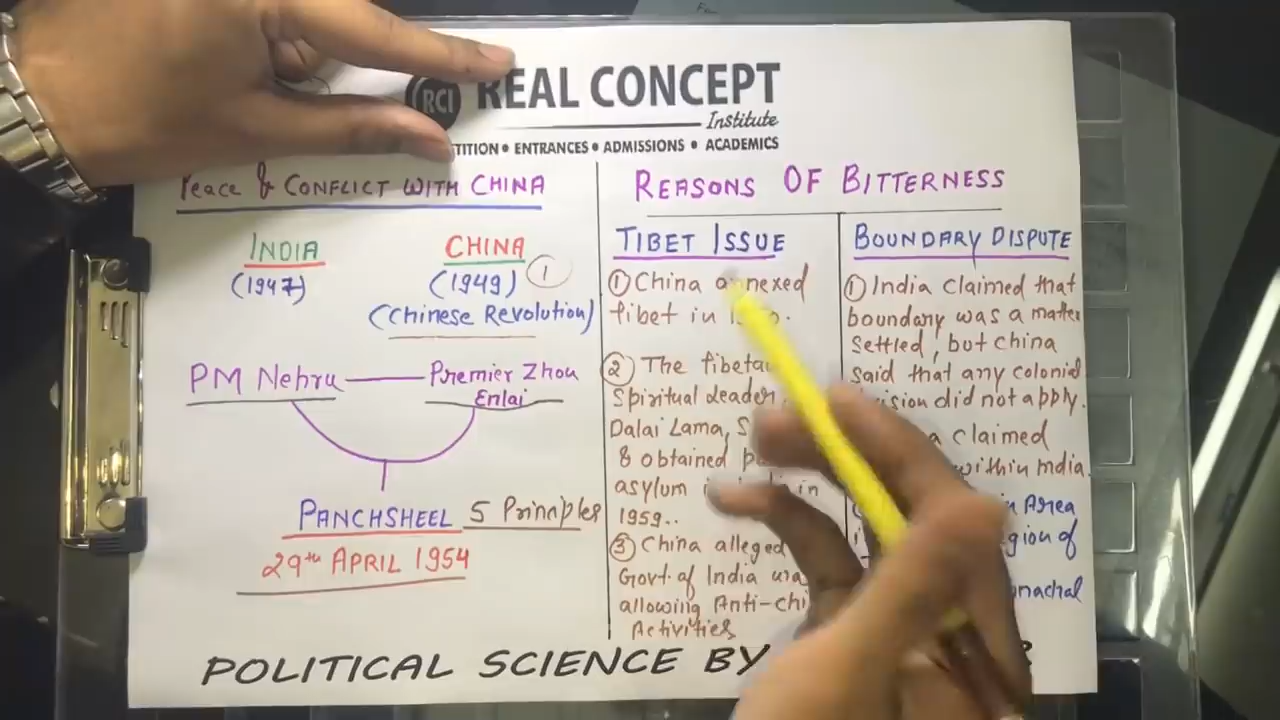 RCI REAL CONCEPT
Institute
TITION • ENTRANCES • ADMISSIONS • ACADEMICS
Peace & CONFLICT WITH CHINA
INDIA
(1947)
CHINA
(1949) 1
(Chinese Revolution)
PM Nehru — Premier Zhou
Enlai
PANCHSHEEL 5 Prinnples
29th APRIL 1954
REASONS OF BITTERNESS
TIBET ISSUE
① China annexed
Tibet in
② The Tibeta
Spiritual Leader
Dalai Lama, S
& obtained
asylum in
1959..
③ China alleged
Govt. of India
allowing Anti-chi
Activities
BOUNDARY DISPUTE
① India claimed that
boundary was a matter
settled, but china
said that any colonial
did not apply.
claimed
within India.
Area
gion of
nachal
POLITICAL SCIENCE BY